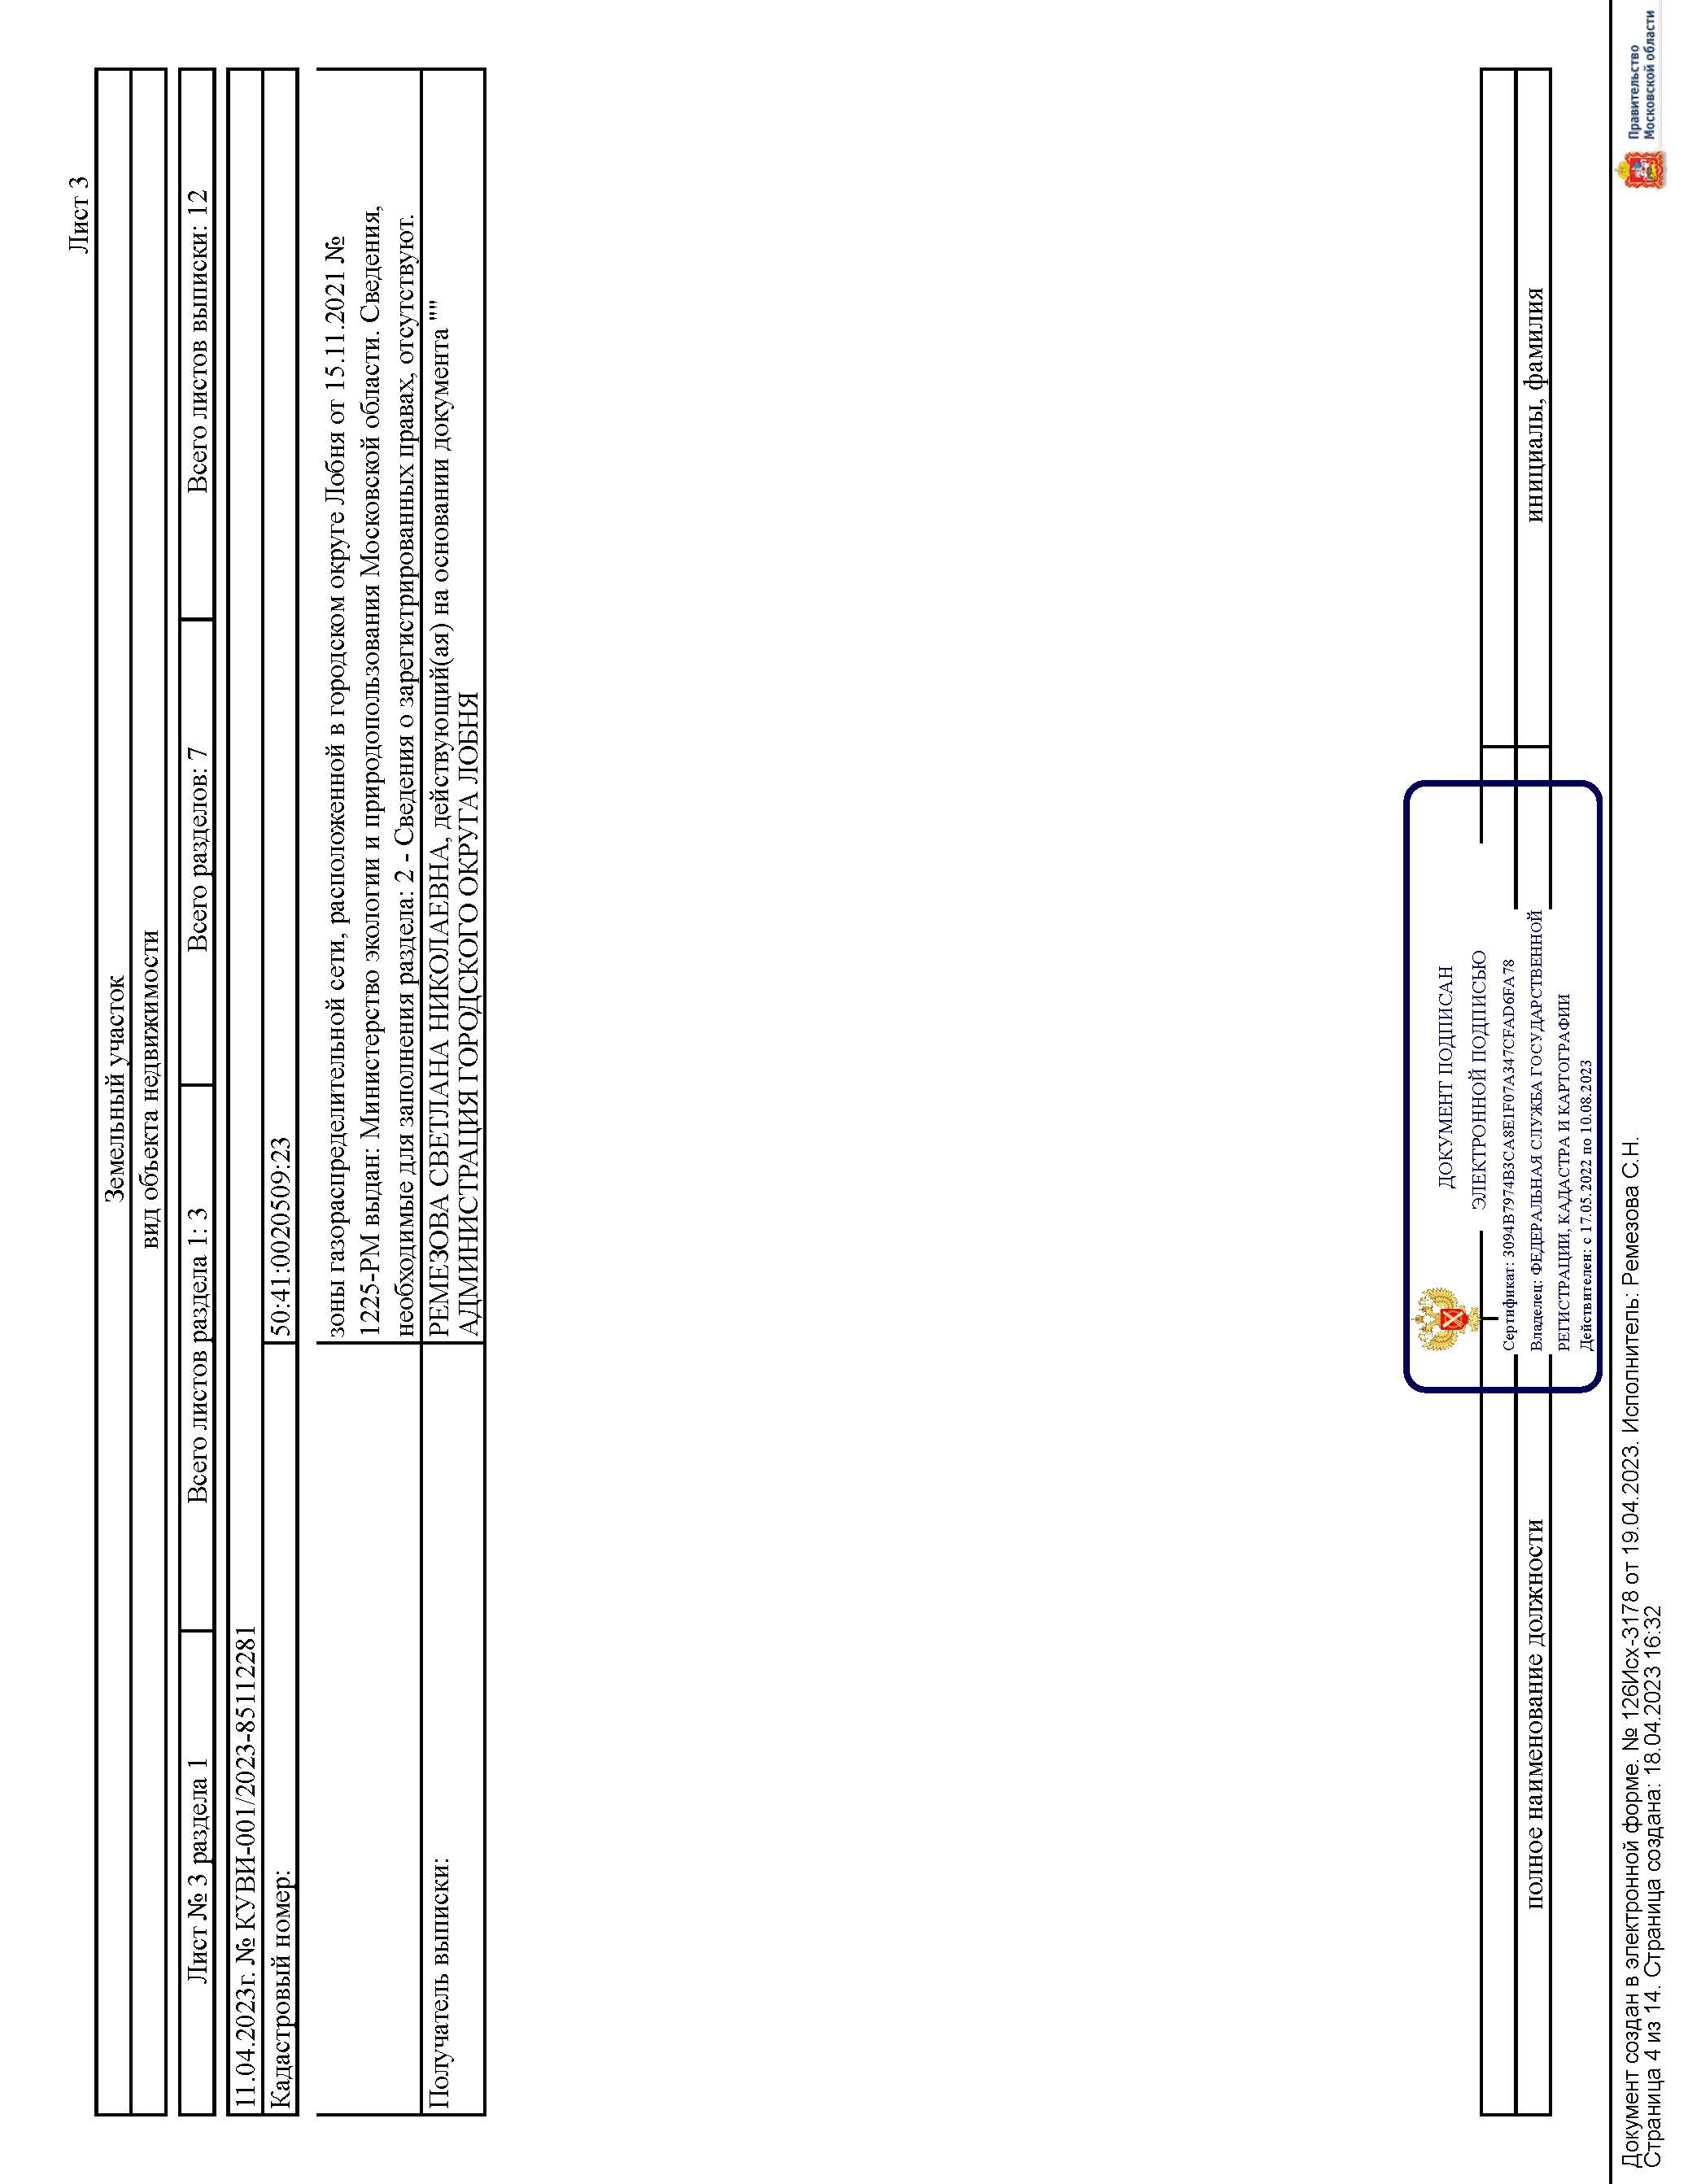 Лист 3
Земельный участок
вид объекта недвижимости
Лист № 3 раздела 1 Всего листов раздела 1: 3 Всего разделов: 7 Всего листов выписки: 12
11.04.2023г. № КУВИ-001/2023-85112281
Кадастровый номер: 50:41:0020509:23
зоны газораспределительной сети, расположенной в городском округе Лобня от 15.11.2021 №
1225-РМ выдан: Министерство экологии и природопользования Московской области. Сведения,
необходимые для заполнения раздела: 2 - Сведения о зарегистрированных правах, отсутствуют.
Получатель выписки: РЕМЕЗОВА СВЕТЛАНА НИКОЛАЕВНА, действующий(ая) на основании документа ""
АДМИНИСТРАЦИЯ ГОРОДСКОГО ОКРУГА ЛОБНЯ
ДОКУМЕНТ ПОДПИСАН
ЭЛЕКТРОННОЙ ПОДПИСЬЮ
Сертификат: 3094B7974B3CA8E1F07A347CFAD6FA78
Владелец: ФЕДЕРАЛЬНАЯ СЛУЖБА ГОСУДАРСТВЕННОЙ
РЕГИСТРАЦИИ, КАДАСТРА И КАРТОГРАФИИ
Действителен: с 17.05.2022 по 10.08.2023
полное наименование должности инициалы, фамилия
Документ создан в электронной форме. № 126Исх-3178 от 19.04.2023. Исполнитель: Ремезова С.Н.
Страница 4 из 14. Страница создана: 18.04.2023 16:32
Правительство
Московской области